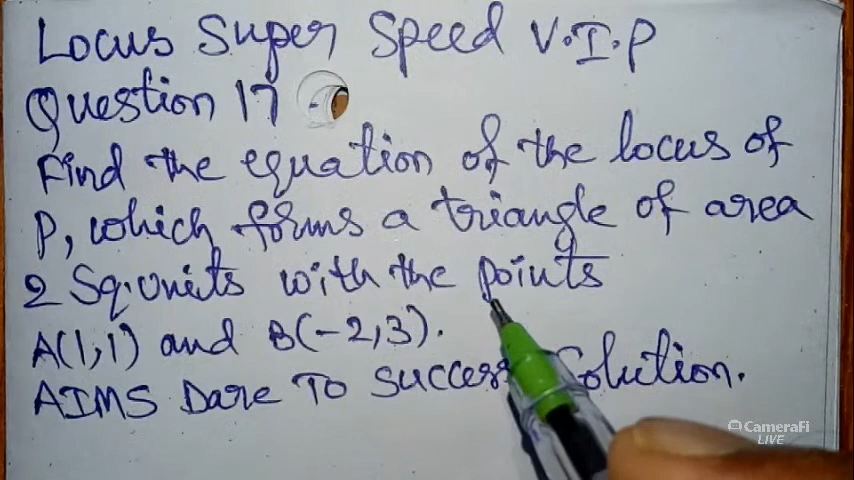 Locus Super Speed V.I.P
Question 17
Find the equation of the locus of
P, which forms a triangle of area
2 Sq.units with the points
A(1,1) and B(-2,3).
AIMS Dare To Success Solution.
CameraFi
LIVE